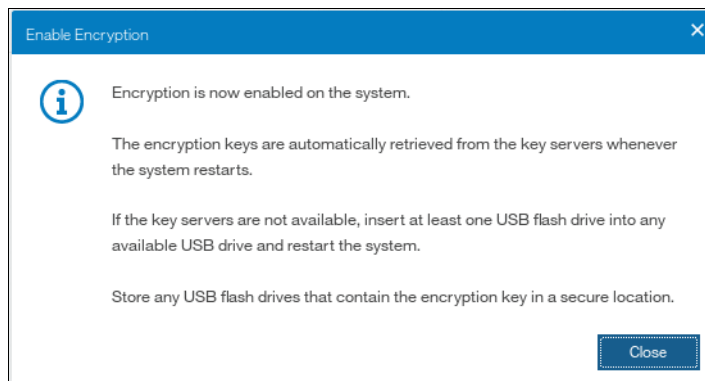 Enable Encryption
Encryption is now enabled on the system.
The encryption keys are automatically retrieved from the key servers whenever
the system restarts.
If the key servers are not available, insert at least one USB flash drive into any
available USB drive and restart the system.
Store any USB flash drives that contain the encryption key in a secure location.
Close